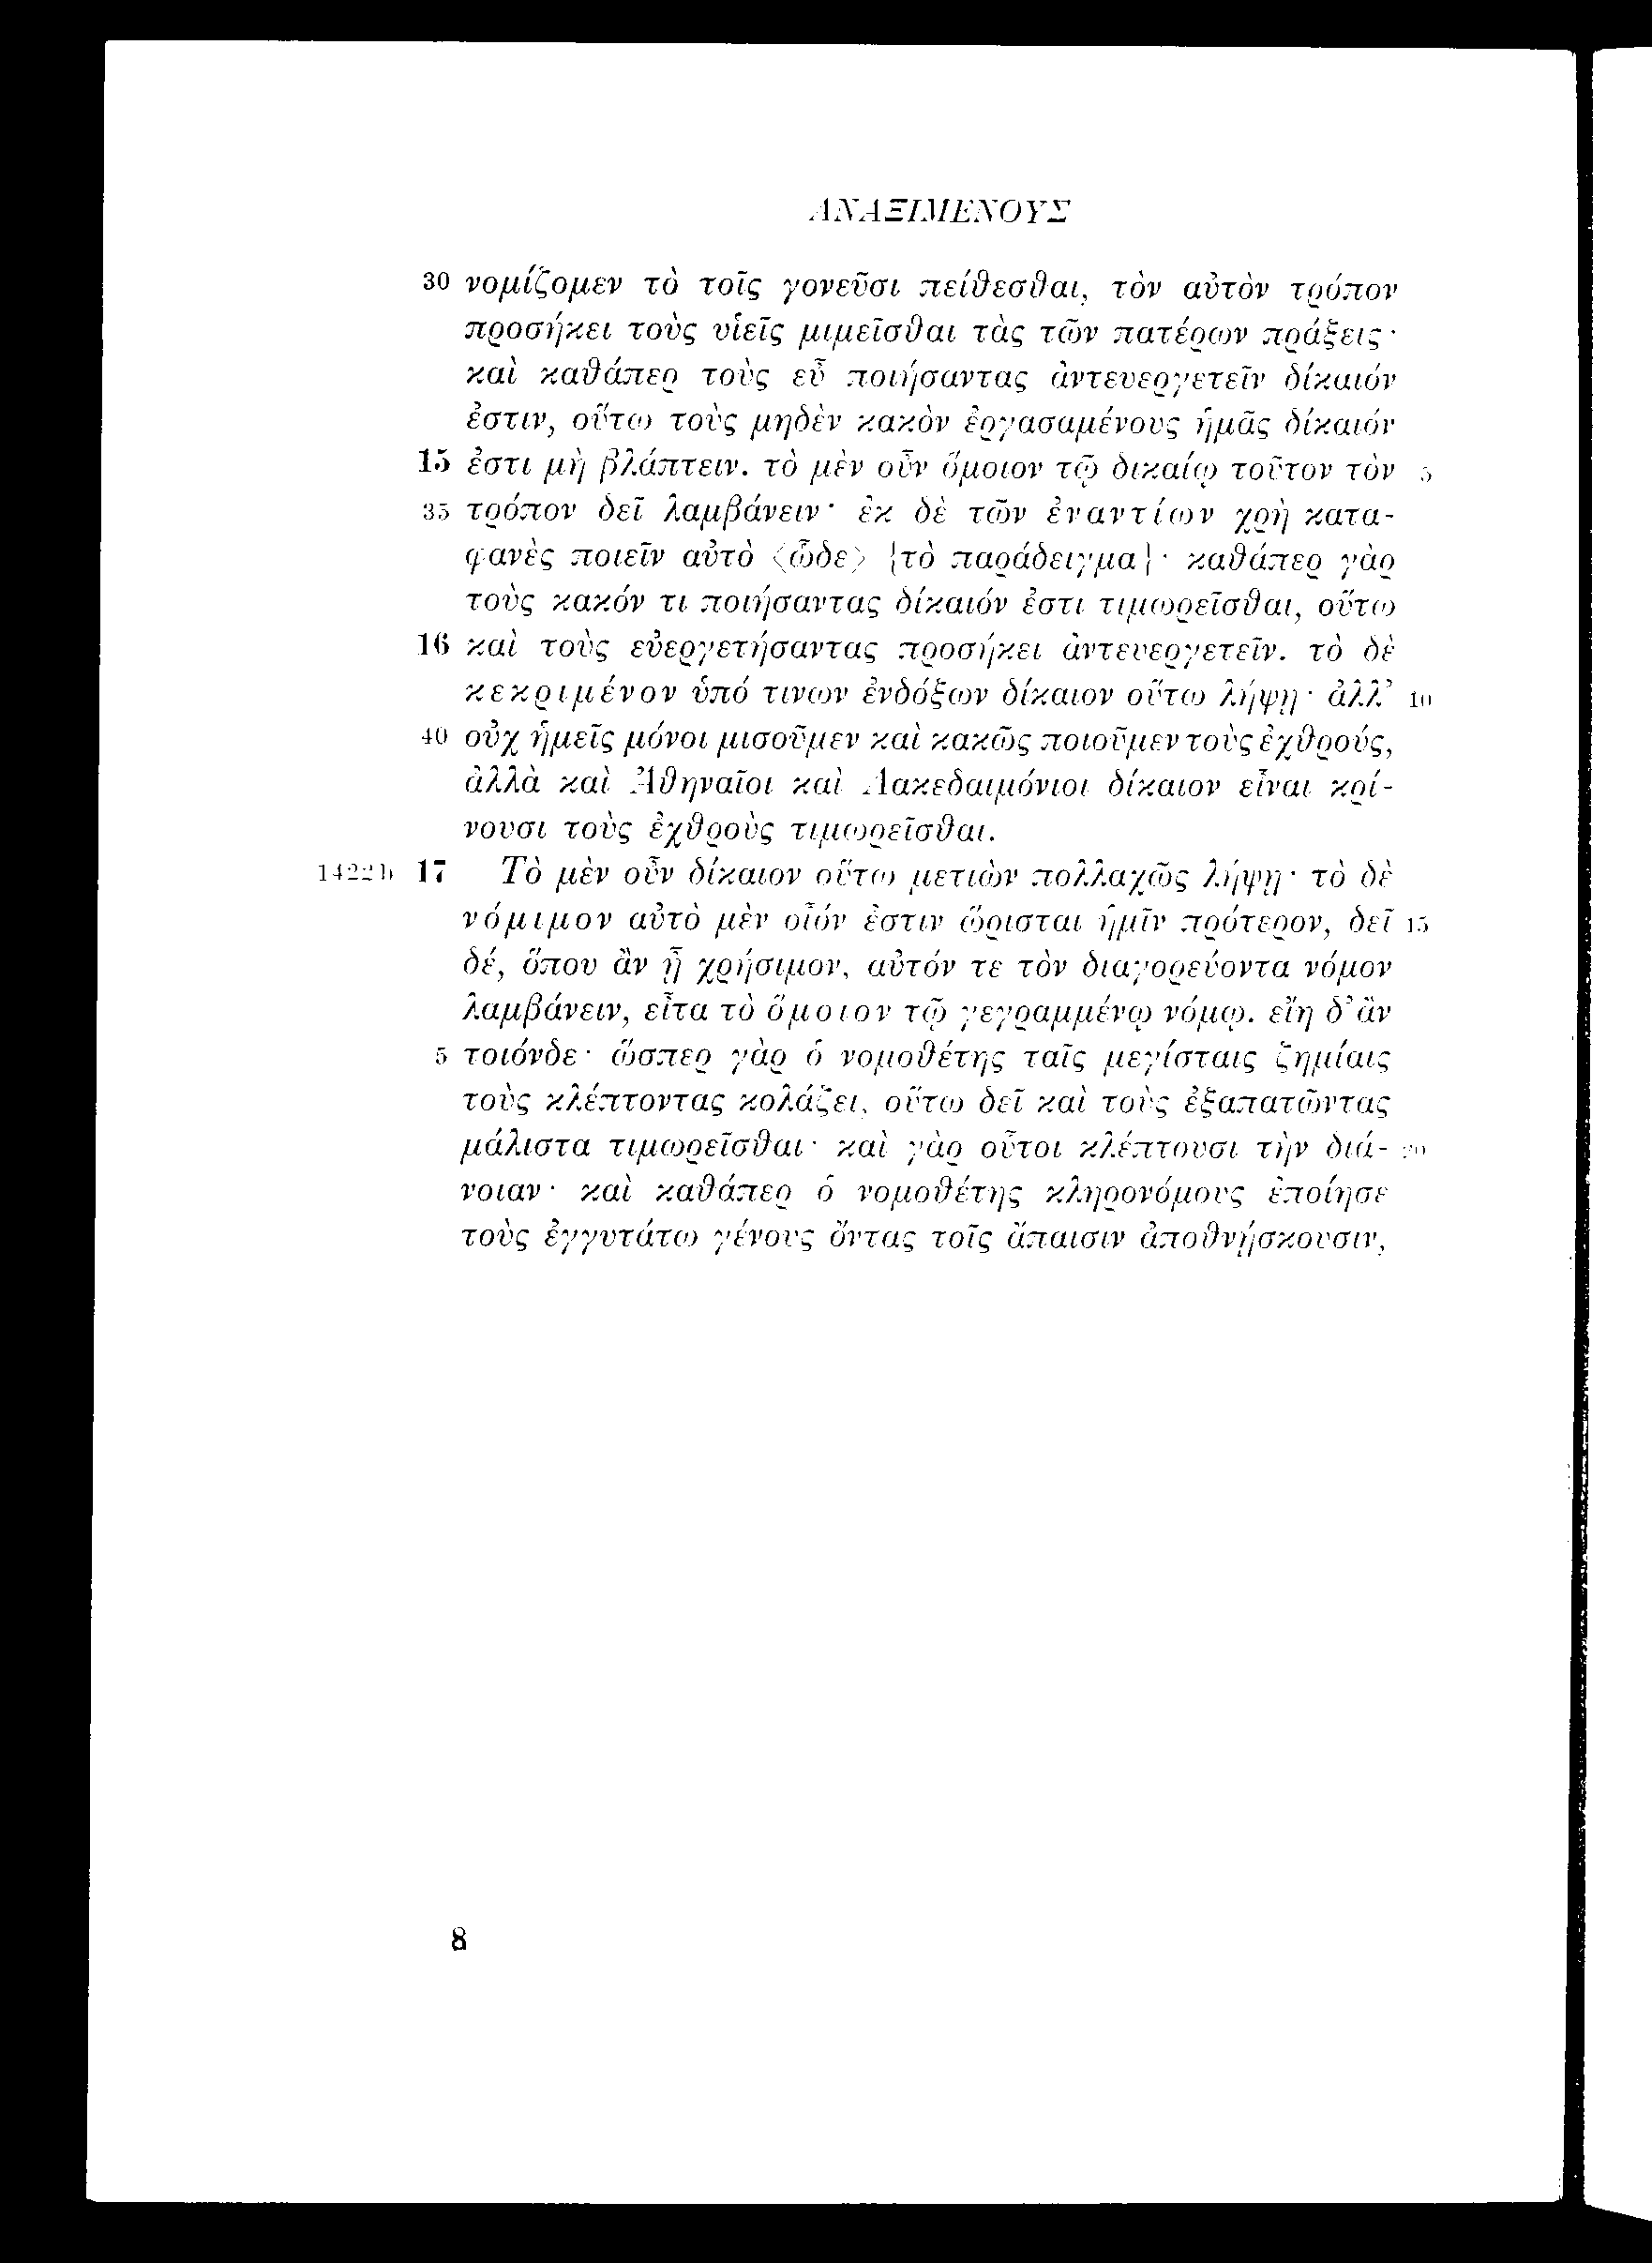 ΑΝΑΞΙΜΕΝΟΥΣ
30 νομίζομεν τὸ τοῖς γονεῦσι πείθεσθαι, τὸν αὐτὸν τρόπον
προσήκει τοὺς υἱεῖς μιμεῖσθαι τὰς τῶν πατέρων πράξεις·
καὶ καθάπερ τοὺς εὖ ποιήσαντας ἀντευεργετεῖν δίκαιόν
ἐστιν, οὕτω τοὺς μηδὲν κακὸν ἐργασαμένους ἡμᾶς δίκαιόν
15 ἐστι μὴ βλάπτειν. τὸ μὲν οὖν ὅμοιον τῷ δικαίῳ τοῦτον τὸν 5
35 τρόπον δεῖ λαμβάνειν· ἐκ δὲ τῶν ἐναντίων χρὴ κατα-
φανὲς ποιεῖν αὐτὸ <ὧδε> {τὸ παράδειγμα}· καθάπερ γὰρ
τοὺς κακόν τι ποιήσαντας δίκαιόν ἐστι τιμωρεῖσθαι, οὕτω
16 καὶ τοὺς εὐεργετήσαντας προσήκει ἀντευεργετεῖν. τὸ δὲ
κεκριμένον ὑπό τινων ἐνδόξων δίκαιον οὕτω λήψῃ· ἀλλ’ 10
40 οὐχ ἡμεῖς μόνοι μισοῦμεν καὶ κακῶς ποιοῦμεν τοὺς ἐχθρούς,
ἀλλὰ καὶ Ἀθηναῖοι καὶ Λακεδαιμόνιοι δίκαιον εἶναι κρί-
νουσι τοὺς ἐχθροὺς τιμωρεῖσθαι.
1422b 17 Τὸ μὲν οὖν δίκαιον οὕτω μετιὼν πολλαχῶς λήψῃ· τὸ δὲ
νόμιμον αὐτὸ μὲν οἷόν ἐστιν ὥρισται ἡμῖν πρότερον, δεῖ 15
δέ, ὅπου ἂν ᾖ χρήσιμον, αὐτόν τε τὸν διαγορεύοντα νόμον
λαμβάνειν, εἶτα τὸ ὅμοιον τῷ γεγραμμένῳ νόμῳ. εἴη δ’ ἂν
5 τοιόνδε· ὥσπερ γὰρ ὁ νομοθέτης ταῖς μεγίσταις ζημίαις
τοὺς κλέπτοντας κολάζει, οὕτω δεῖ καὶ τοὺς ἐξαπατῶντας
μάλιστα τιμωρεῖσθαι· καὶ γὰρ οὗτοι κλέπτουσι τὴν διά- 20
νοιαν· καὶ καθάπερ ὁ νομοθέτης κληρονόμους ἐποίησε
τοὺς ἐγγυτάτω γένους ὄντας τοῖς ἄπαισιν ἀποθνῄσκουσιν,
8